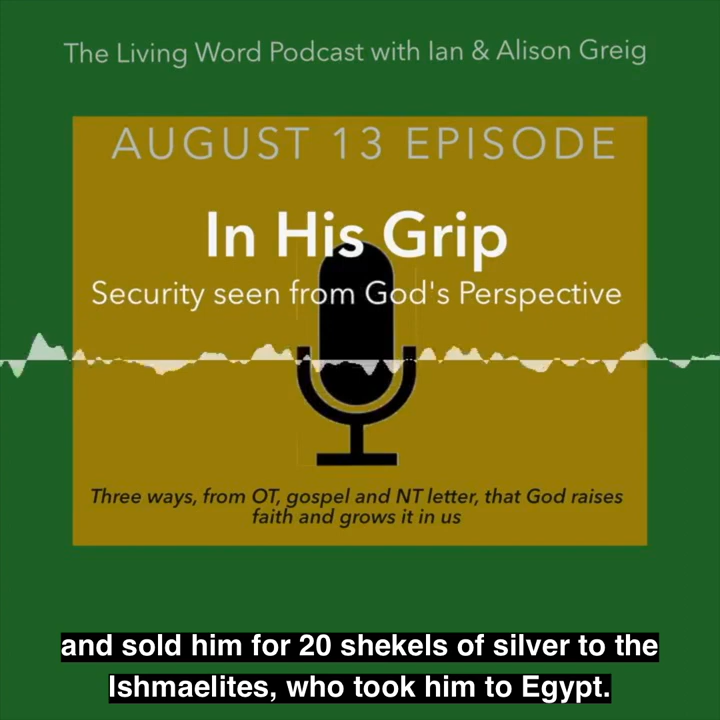 The Living Word Podcast with Ian & Alison Greig
AUGUST 13 EPISODE
In His Grip
Security seen from God's Perspective
Three ways, from OT, gospel and NT letter, that God raises
faith and grows it in us
and sold him for 20 shekels of silver to the
Ishmaelites, who took him to Egypt.